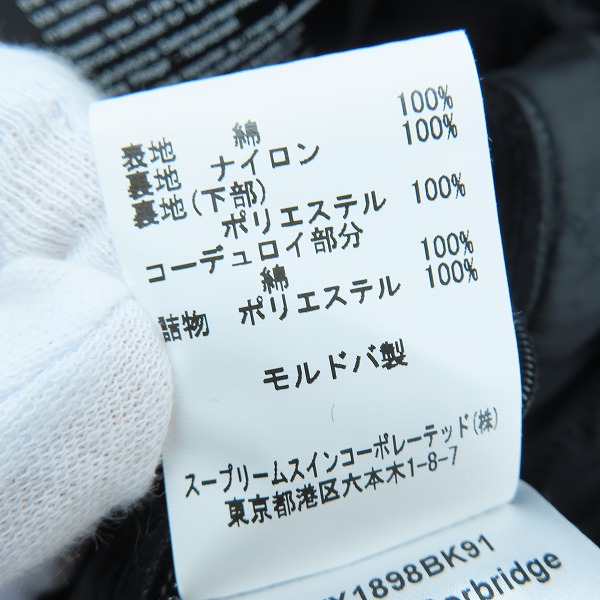 表地 綿 100%
裏地 ナイロン 100%
裏地(下部)
ポリエステル 100%
コーデュロイ部分
綿 100%
詰物 ポリエステル 100%
モルドバ製
スープリームスインコーポレーテッド(株)
東京都港区六本木1-8-7
1898BK91